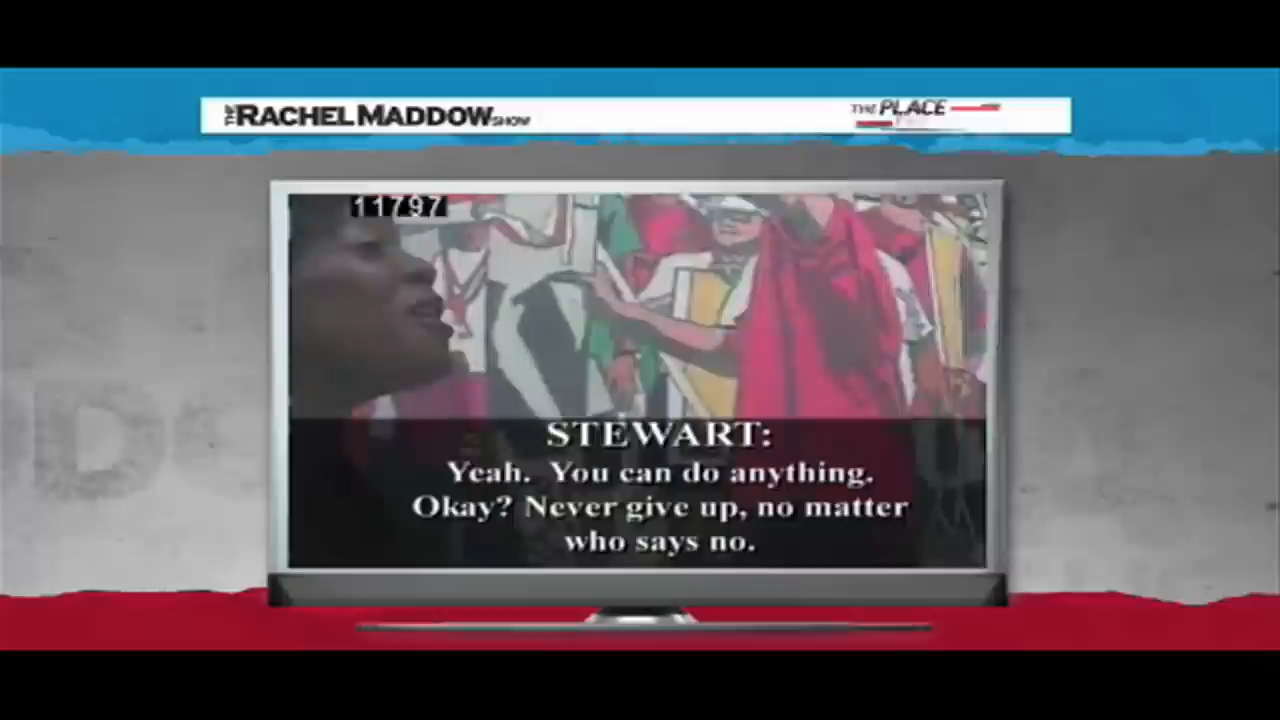 THE RACHEL MADDOW SHOW
THE PLACE
11797
STEWART:
Yeah. You can do anything.
Okay? Never give up, no matter
who says no.